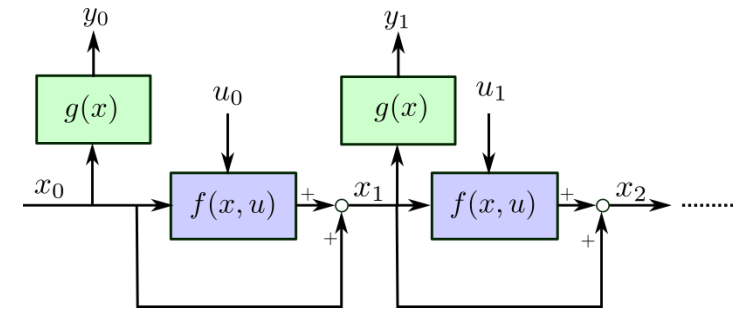 y₀ y₁
g(x) u₀ g(x) u₁
x₀ f(x, u) + x₁ f(x, u) + x₂ ........
+ +